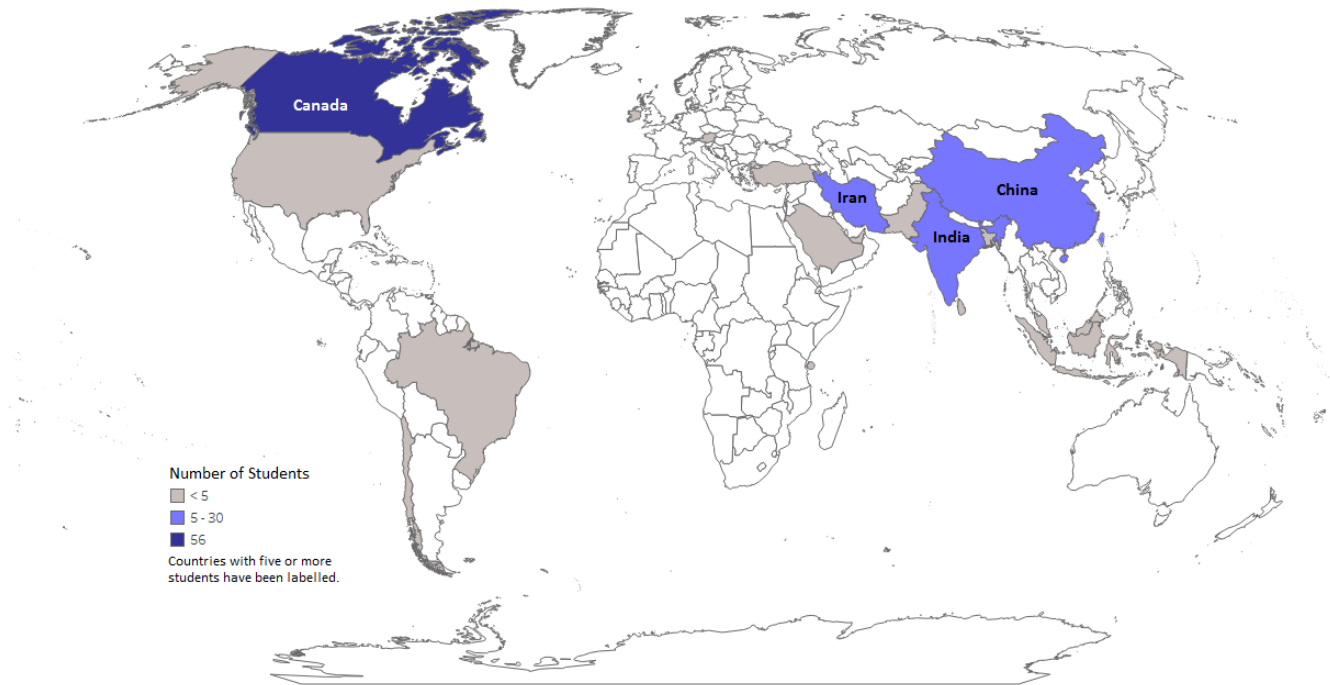 Canada
Iran
China
India
Number of Students
< 5
5 - 30
56
Countries with five or more
students have been labelled.